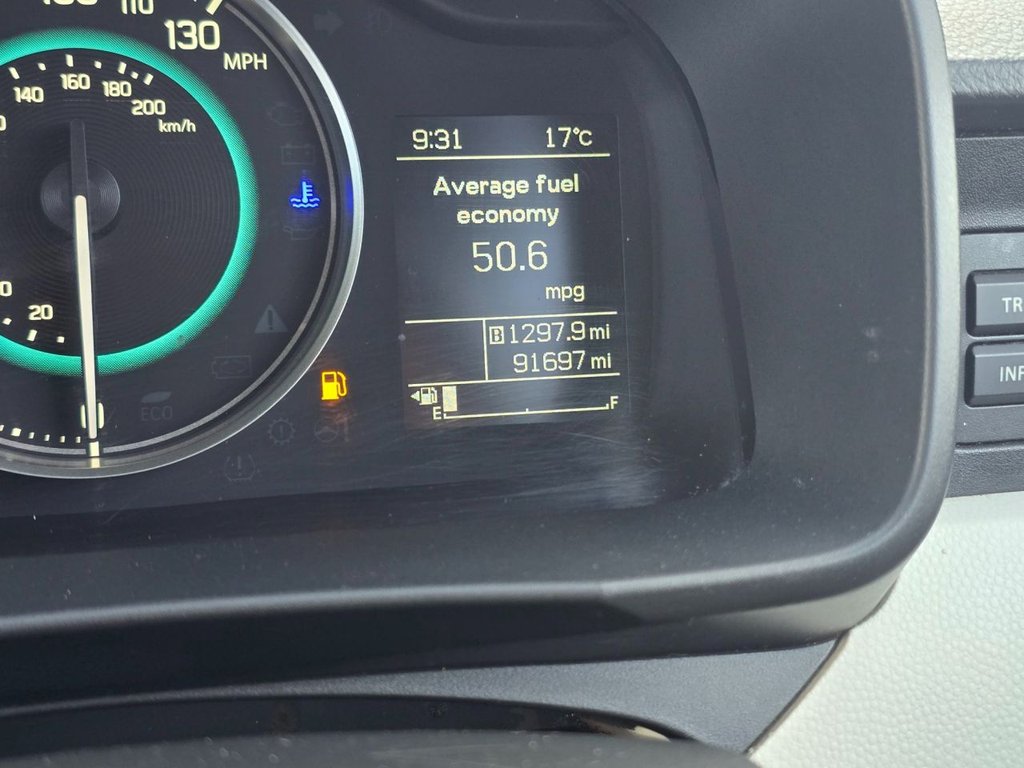 110
130
MPH
140
160
180
200
km/h
20
ECO
9:31 17°C
Average fuel
economy
50.6
mpg
B 1297.9 mi
91697 mi
E F
TR
INF